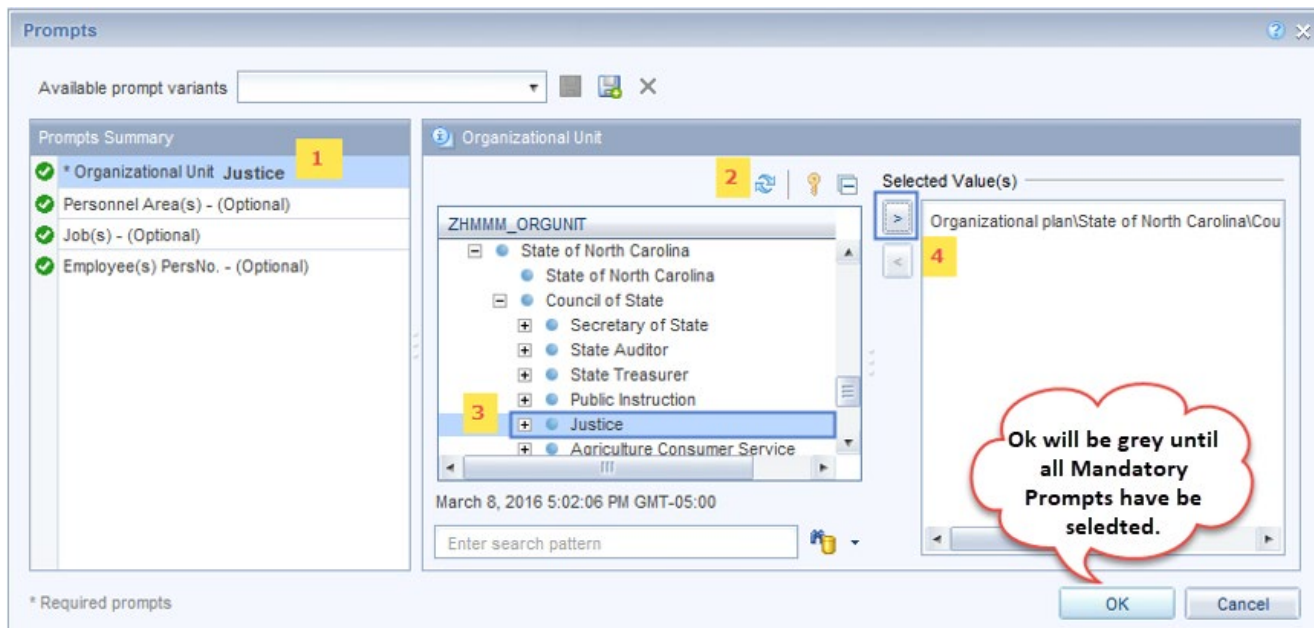 Prompts
Available prompt variants
Prompts Summary
* Organizational Unit Justice
1
Personnel Area(s) - (Optional)
Job(s) - (Optional)
Employee(s) PersNo. - (Optional)
Organizational Unit
2
Selected Value(s)
ZHMMM_ORGUNIT
State of North Carolina
State of North Carolina
Council of State
Secretary of State
State Auditor
State Treasurer
Public Instruction
3
Justice
Agriculture Consumer Service
>
<
4
Organizational plan\State of North Carolina\Cou
March 8, 2016 5:02:06 PM GMT-05:00
Enter search pattern
Ok will be grey until
all Mandatory
Prompts have be
seledted.
* Required prompts
OK
Cancel